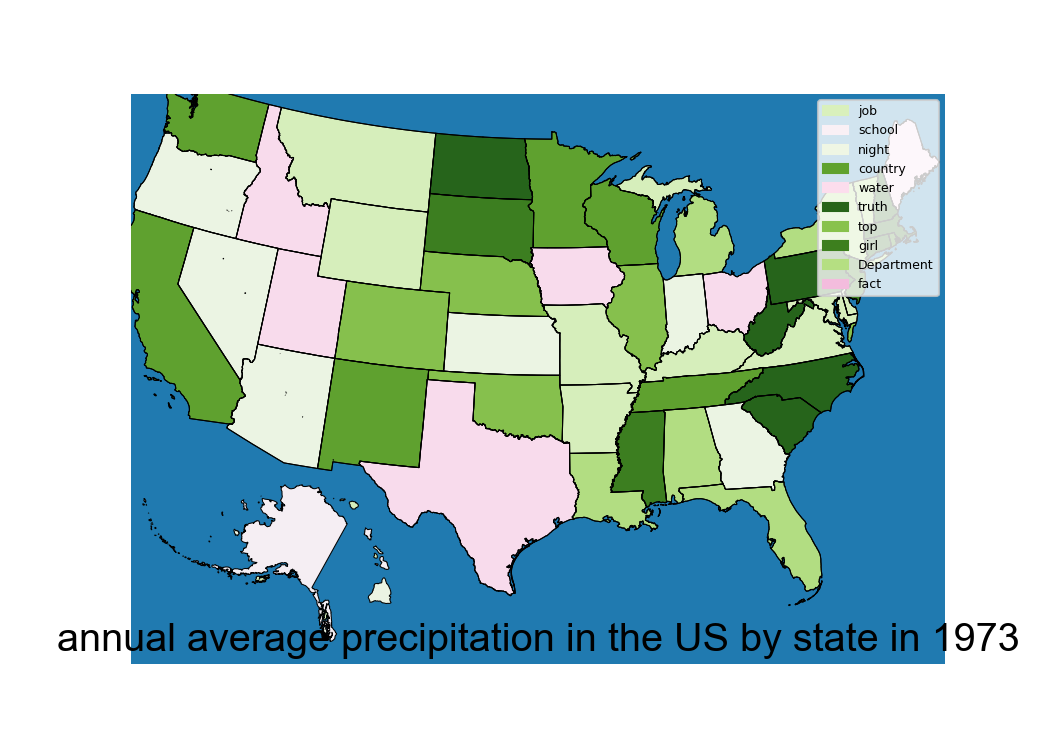 job
school
night
country
water
truth
top
girl
Department
fact
annual average precipitation in the US by state in 1973